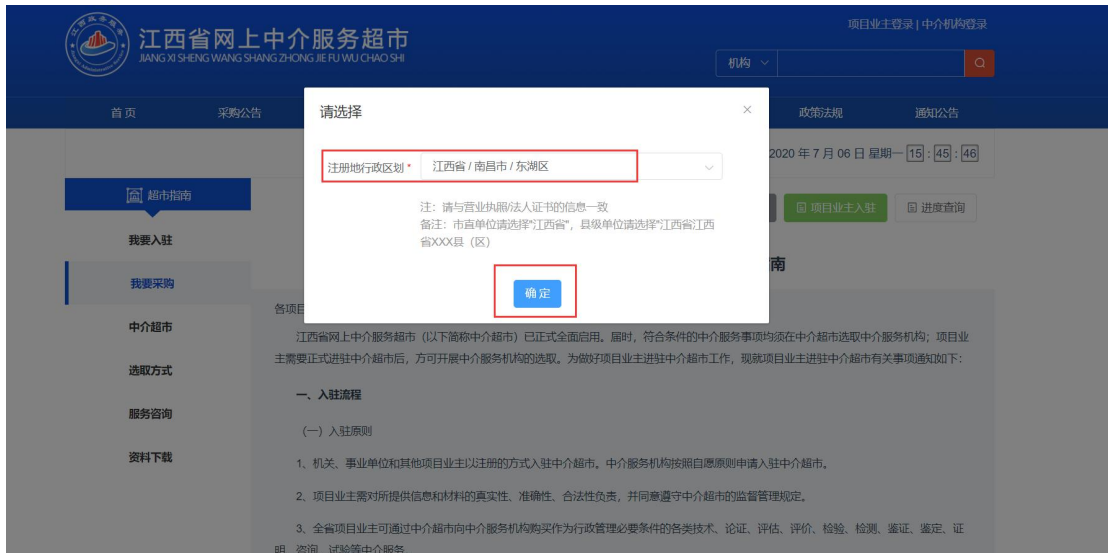 项目业主登录 | 中介机构登录
江西省网上中介服务超市
JIANG XI SHENG WANG SHANG ZHONG JIE FU WU CHAO SHI
机构
首页
采购公告
政策法规
通知公告
请选择
2020 年 7 月 06 日 星期一 15 : 45 : 46
注册地行政区划 * 江西省 / 南昌市 / 东湖区
注：请与营业执照/法人证书的信息一致
备注：市直单位请选择"江西省"，县级单位请选择"江西省江西
省XXX县（区）
确定
项目业主入驻
进度查询
超市指南
我要入驻
我要采购
中介超市
选取方式
服务咨询
资料下载
南
各项目
江西省网上中介服务超市（以下简称中介超市）已正式全面启用。届时，符合条件的中介服务事项均须在中介超市选取中介服务机构；项目业
主需要正式进驻中介超市后，方可开展中介服务机构的选取。为做好项目业主进驻中介超市工作，现就项目业主进驻中介超市有关事项通知如下：
一、入驻流程
（一）入驻原则
1、机关、事业单位和其他项目业主以注册的方式入驻中介超市。中介服务机构按照自愿原则申请入驻中介超市。
2、项目业主需对所提供信息和材料的真实性、准确性、合法性负责，并同意遵守中介超市的监督管理规定。
3、全省项目业主可通过中介超市向中介服务机构购买作为行政管理必要条件的各类技术、论证、评估、评价、检验、检测、鉴证、鉴定、证
明、咨询、试验等中介服务